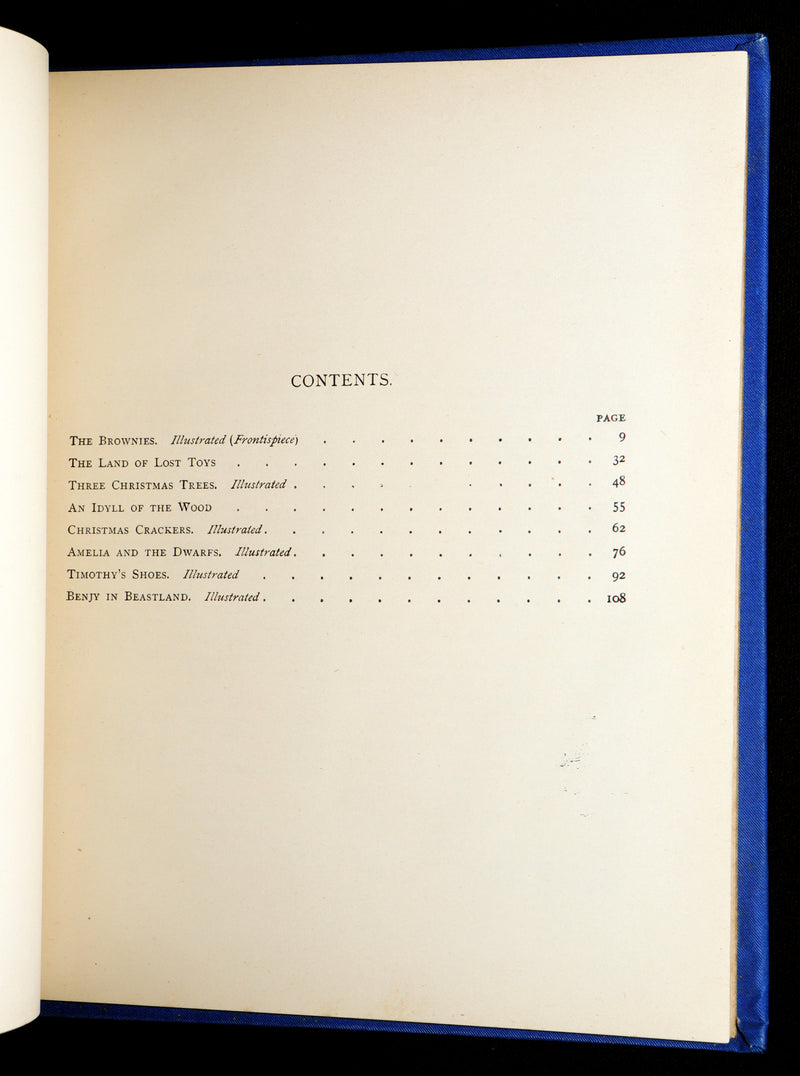 CONTENTS.
PAGE
THE BROWNIES. Illustrated (Frontispiece) . . . . . . . . . . 9
THE LAND OF LOST TOYS . . . . . . . . . . . . . 32
THREE CHRISTMAS TREES. Illustrated . . . . . . . . . 48
AN IDYLL OF THE WOOD . . . . . . . . . . . . . 55
CHRISTMAS CRACKERS. Illustrated . . . . . . . . . . . . 62
AMELIA AND THE DWARFS. Illustrated . . . . . . . . . . . 76
TIMOTHY'S SHOES. Illustrated . . . . . . . . . . . . 92
BENJY IN BEASTLAND. Illustrated . . . . . . . . . . . . 108